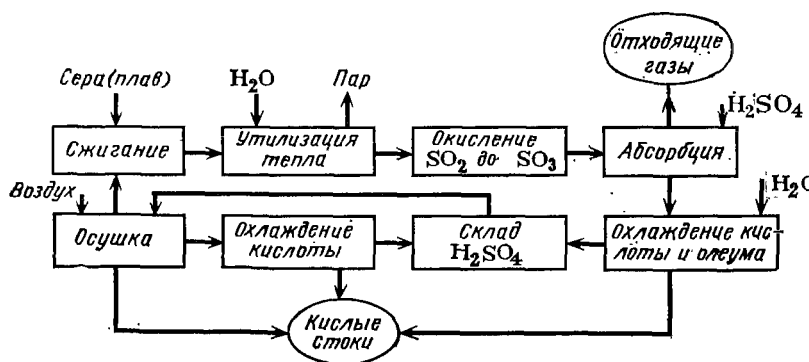 Отходящие
газы
Сера(плав)
H₂O
Пар
H₂SO₄
Сжигание
Утилизация
тепла
Окисление
SO₂ до SO₃
Абсорбция
Воздух
H₂O
Осушка
Охлаждение
кислоты
Склад
H₂SO₄
Охлаждение кис-
лоты и олеума
Кислые
стоки